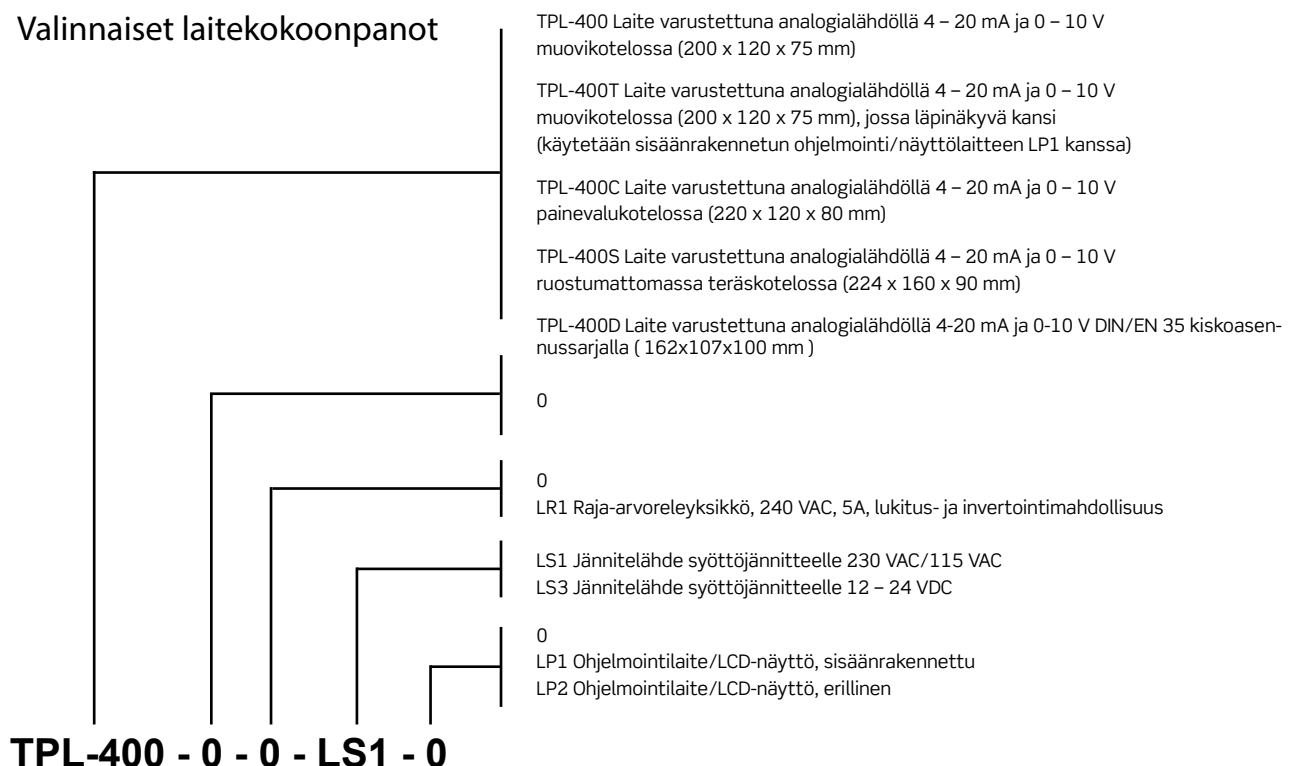 Valinnaiset laitekokoonpanot
TPL-400 Laite varustettuna analogialähdöllä 4 – 20 mA ja 0 – 10 V
muovikotelossa (200 x 120 x 75 mm)
TPL-400T Laite varustettuna analogialähdöllä 4 – 20 mA ja 0 – 10 V
muovikotelossa (200 x 120 x 75 mm), jossa läpinäkyvä kansi
(käytetään sisäänrakennetun ohjelmointi/näyttölaitteen LP1 kanssa)
TPL-400C Laite varustettuna analogialähdöllä 4 – 20 mA ja 0 – 10 V
painevalukotelossa (220 x 120 x 80 mm)
TPL-400S Laite varustettuna analogialähdöllä 4 – 20 mA ja 0 – 10 V
ruostumattomassa teräskotelossa (224 x 160 x 90 mm)
TPL-400D Laite varustettuna analogialähdöllä 4-20 mA ja 0-10 V DIN/EN 35 kiskoasen-
nussarjalla ( 162x107x100 mm )
0
0
LR1 Raja-arvoreleyksikkö, 240 VAC, 5A, lukitus- ja invertointimahdollisuus
LS1 Jännitelähde syöttöjännitteelle 230 VAC/115 VAC
LS3 Jännitelähde syöttöjännitteelle 12 – 24 VDC
0
LP1 Ohjelmointilaite/LCD-näyttö, sisäänrakennettu
LP2 Ohjelmointilaite/LCD-näyttö, erillinen
TPL-400 - 0 - 0 - LS1 - 0